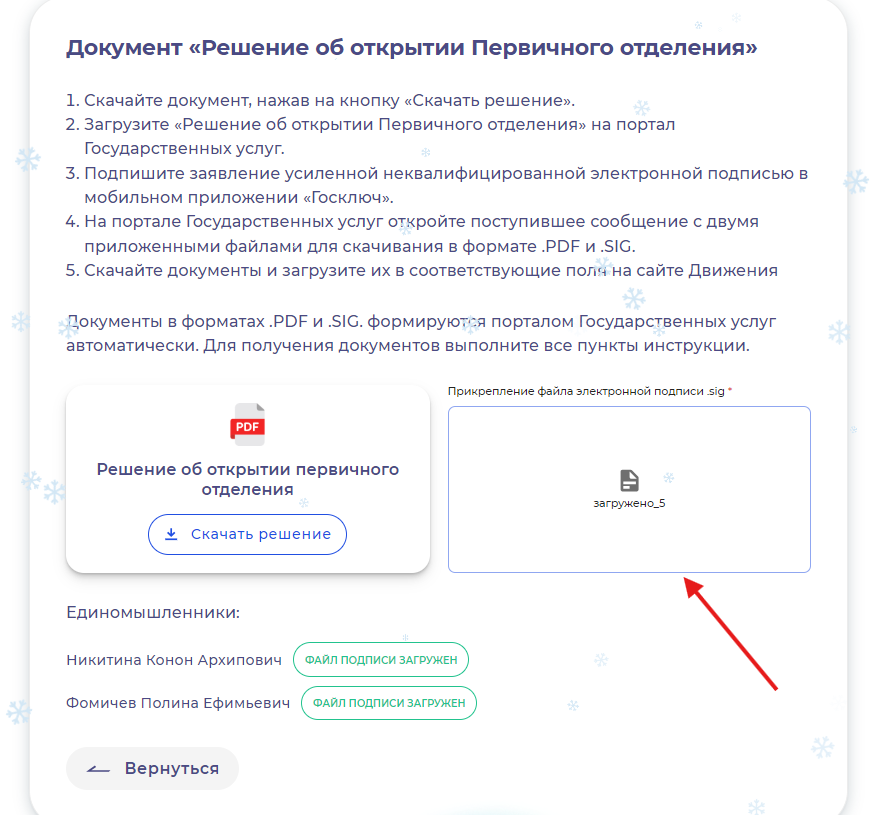 Документ «Решение об открытии Первичного отделения»
1. Скачайте документ, нажав на кнопку «Скачать решение».
2. Загрузите «Решение об открытии Первичного отделения» на портал
Государственных услуг.
3. Подпишите заявление усиленной неквалифицированной электронной подписью в
мобильном приложении «Госключ».
4. На портале Государственных услуг откройте поступившее сообщение с двумя
приложенными файлами для скачивания в формате .PDF и .SIG.
5. Скачайте документы и загрузите их в соответствующие поля на сайте Движения
Документы в форматах .PDF и .SIG. формируются порталом Государственных услуг
автоматически. Для получения документов выполните все пункты инструкции.
PDF
Решение об открытии первичного
отделения
Скачать решение
Прикрепление файла электронной подписи .sig *
загружено_5
Единомышленники:
Никитина Конон Архипович ФАЙЛ ПОДПИСИ ЗАГРУЖЕН
Фомичев Полина Ефимьевич ФАЙЛ ПОДПИСИ ЗАГРУЖЕН
Вернуться